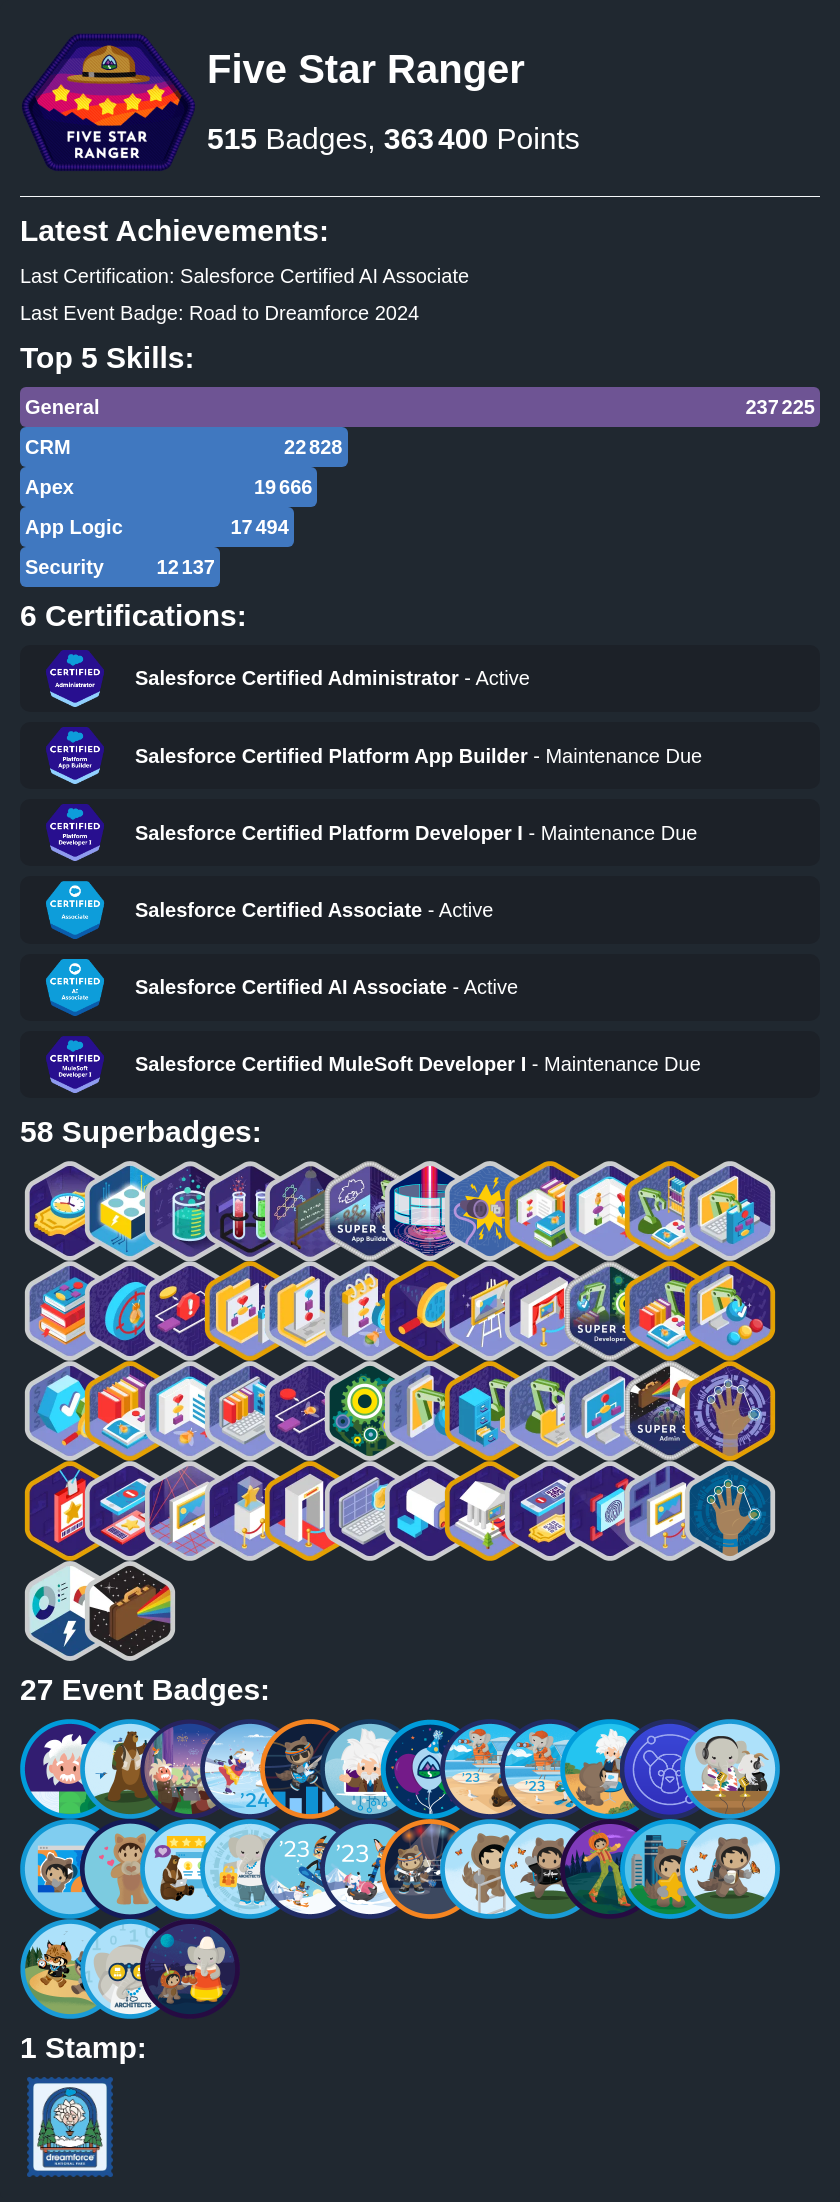 FIVE STAR
RANGER
Five Star Ranger
515 Badges, 363 400 Points
Latest Achievements:
Last Certification: Salesforce Certified AI Associate
Last Event Badge: Road to Dreamforce 2024
Top 5 Skills:
General 237 225
CRM 22 828
Apex 19 666
App Logic 17 494
Security 12 137
6 Certifications:
CERTIFIED
Administrator
Salesforce Certified Administrator - Active
CERTIFIED
Platform
App Builder
Salesforce Certified Platform App Builder - Maintenance Due
CERTIFIED
Platform
Developer I
Salesforce Certified Platform Developer I - Maintenance Due
CERTIFIED
Associate
Salesforce Certified Associate - Active
CERTIFIED
AI
Associate
Salesforce Certified AI Associate - Active
CERTIFIED
MuleSoft
Developer I
Salesforce Certified MuleSoft Developer I - Maintenance Due
58 Superbadges:
SUPER S
App Builder
SUPER S
Developer
SUPER S
Admin
27 Event Badges:
'24
'23
'23
'23
'23
ARCHITECTS
ARCHITECTS
1 Stamp:
dreamforce
NATIONAL PARK